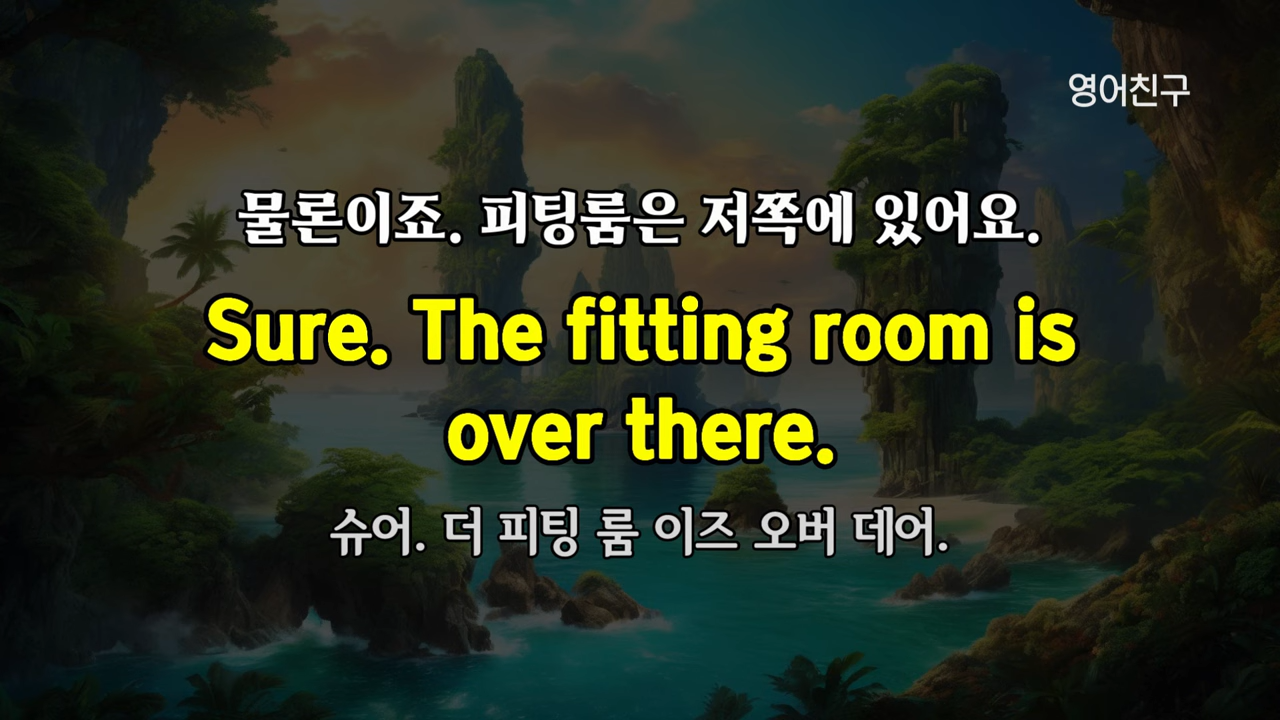 영어친구
물론이죠. 피팅룸은 저쪽에 있어요.
Sure. The fitting room is
over there.
슈어. 더 피팅 룸 이즈 오버 데어.